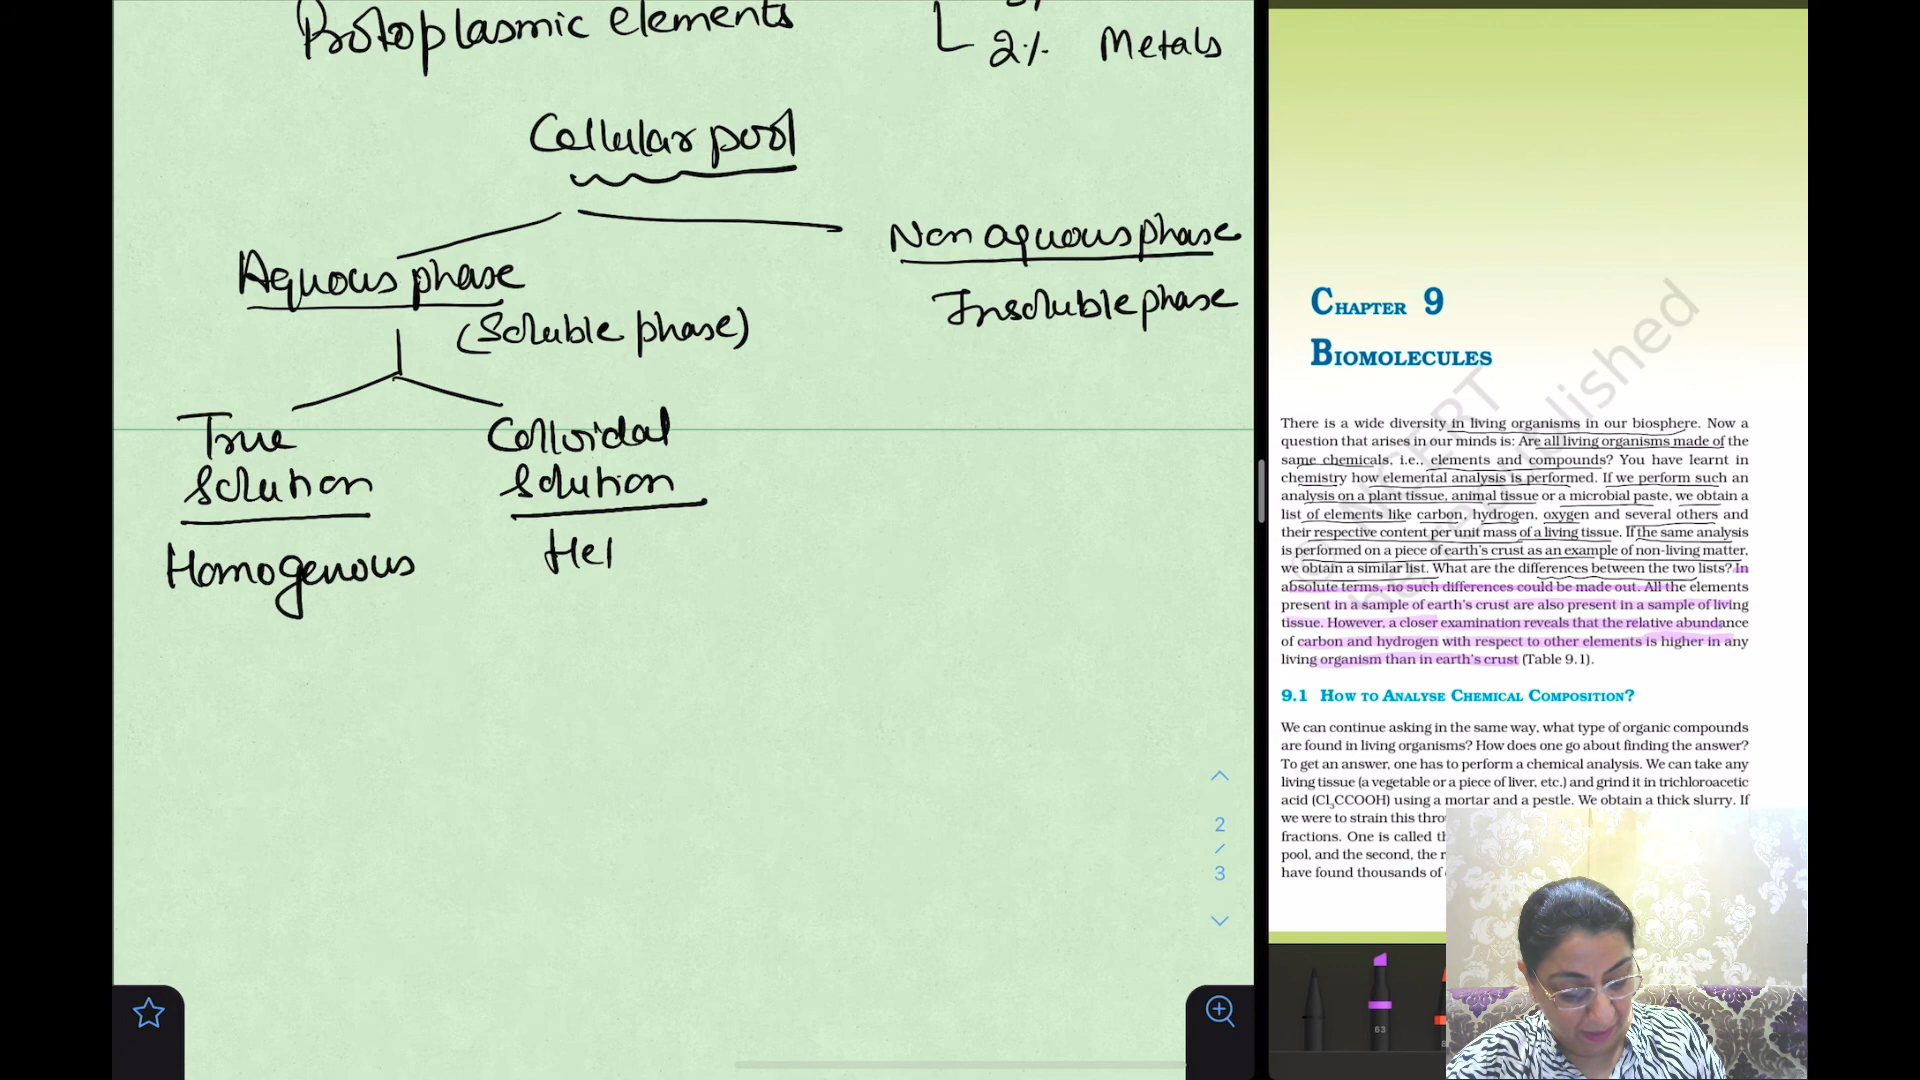 Protoplasmic elements
2% Metals
Cellular pool
Aquous phase
(Soluble phase)
Non aquous phase
Insoluble phase
True
solution
Homogenous
Colloidal
solution
Hel
2
/
3
CHAPTER 9
BIOMOLECULES
There is a wide diversity in living organisms in our biosphere. Now a
question that arises in our minds is: Are all living organisms made of the
same chemicals, i.e., elements and compounds? You have learnt in
chemistry how elemental analysis is performed. If we perform such an
analysis on a plant tissue, animal tissue or a microbial paste, we obtain a
list of elements like carbon, hydrogen, oxygen and several others and
their respective content per unit mass of a living tissue. If the same analysis
is performed on a piece of earth's crust as an example of non-living matter,
we obtain a similar list. What are the differences between the two lists? In
absolute terms, no such differences could be made out. All the elements
present in a sample of earth's crust are also present in a sample of living
tissue. However, a closer examination reveals that the relative abundance
of carbon and hydrogen with respect to other elements is higher in any
living organism than in earth's crust (Table 9.1).
9.1 HOW TO ANALYSE CHEMICAL COMPOSITION?
We can continue asking in the same way, what type of organic compounds
are found in living organisms? How does one go about finding the answer?
To get an answer, one has to perform a chemical analysis. We can take any
living tissue (a vegetable or a piece of liver, etc.) and grind it in trichloroacetic
acid (Cl3CCOOH) using a mortar and a pestle. We obtain a thick slurry. If
we were to strain this thro
fractions. One is called th
pool, and the second, the r
have found thousands of
63